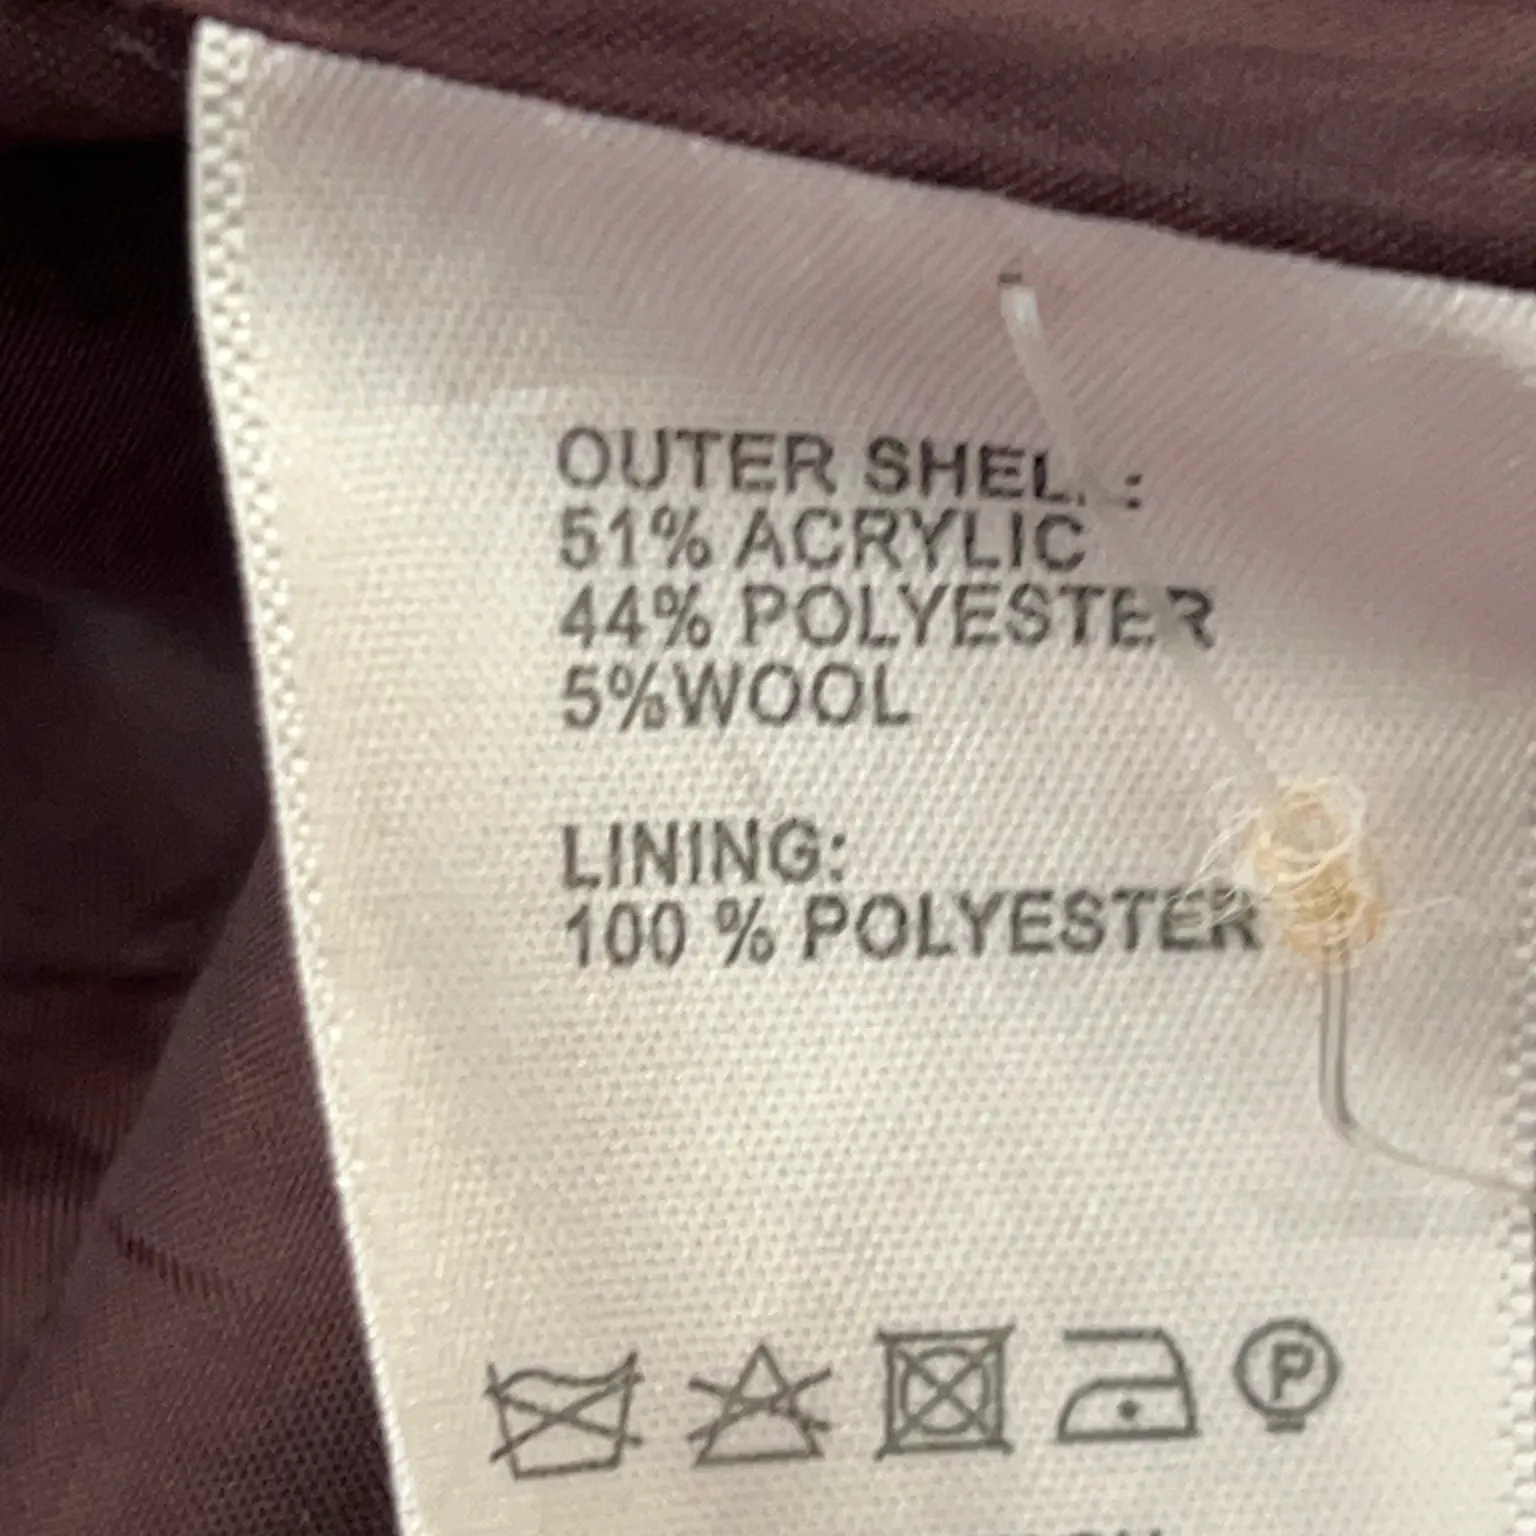 OUTER SHELL:
51% ACRYLIC
44% POLYESTER
5%WOOL
LINING:
100 % POLYESTER
P